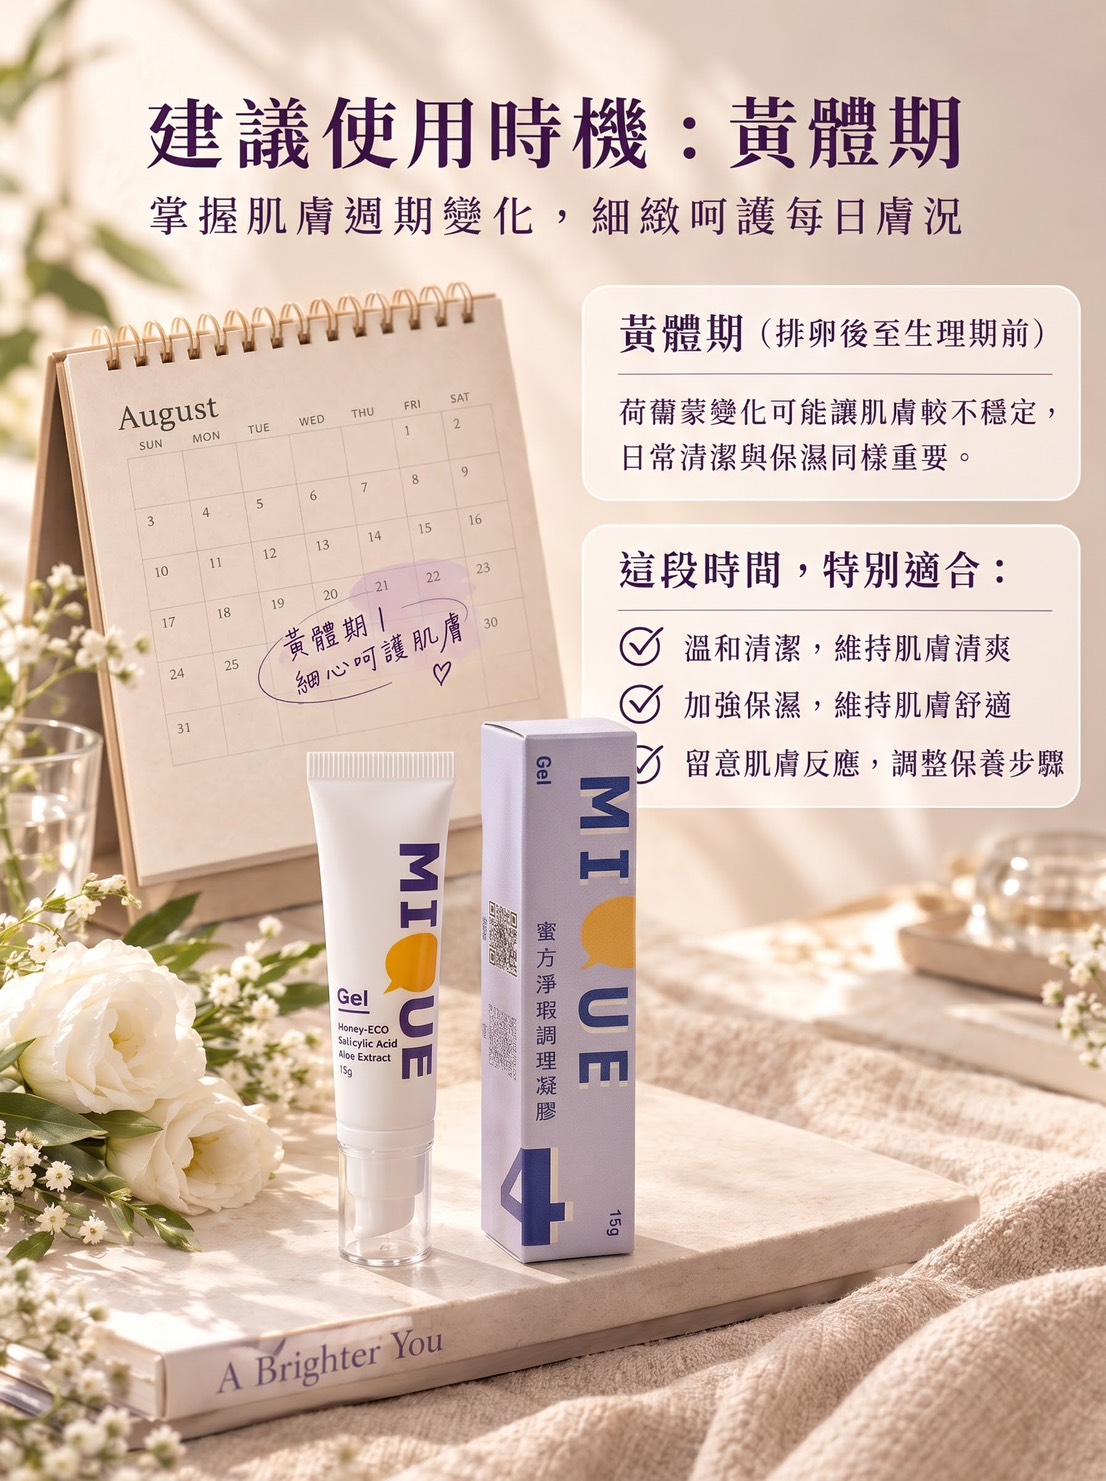 建議使用時機：黃體期
掌握肌膚週期變化，細緻呵護每日膚況
黃體期（排卵後至生理期前）
荷薾蒙變化可能讓肌膚較不穩定，
日常清潔與保濕同樣重要。
這段時間，特別適合：
溫和清潔，維持肌膚清爽
加強保濕，維持肌膚舒適
留意肌膚反應，調整保養步驟
August
SUN MON TUE WED THU FRI SAT
1 2
3 4 5 6 7 8 9
10 11 12 13 14 15 16
17 18 19 20 21 22 23
24 25 30
31
黃體期|
細心呵護肌膚
MIQUE
Gel
Honey-ECO
Salicylic Acid
Aloe Extract
15g
Gel
MIQUE
蜜方淨瑕調理凝膠
4
15g
A Brighter You